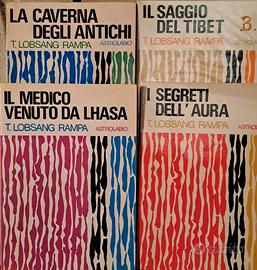 LA CAVERNA
DEGLI ANTICHI
T. LOBSANG RAMPA ASTROLABIO
IL SAGGIO
DEL TIBET
T. LOBSANG RAMPA ASTROLABIO
IL MEDICO
VENUTO DA LHASA
T. LOBSANG RAMPA ASTROLABIO
I SEGRETI
DELL'AURA
T. LOBSANG RAMPA ASTROLABIO